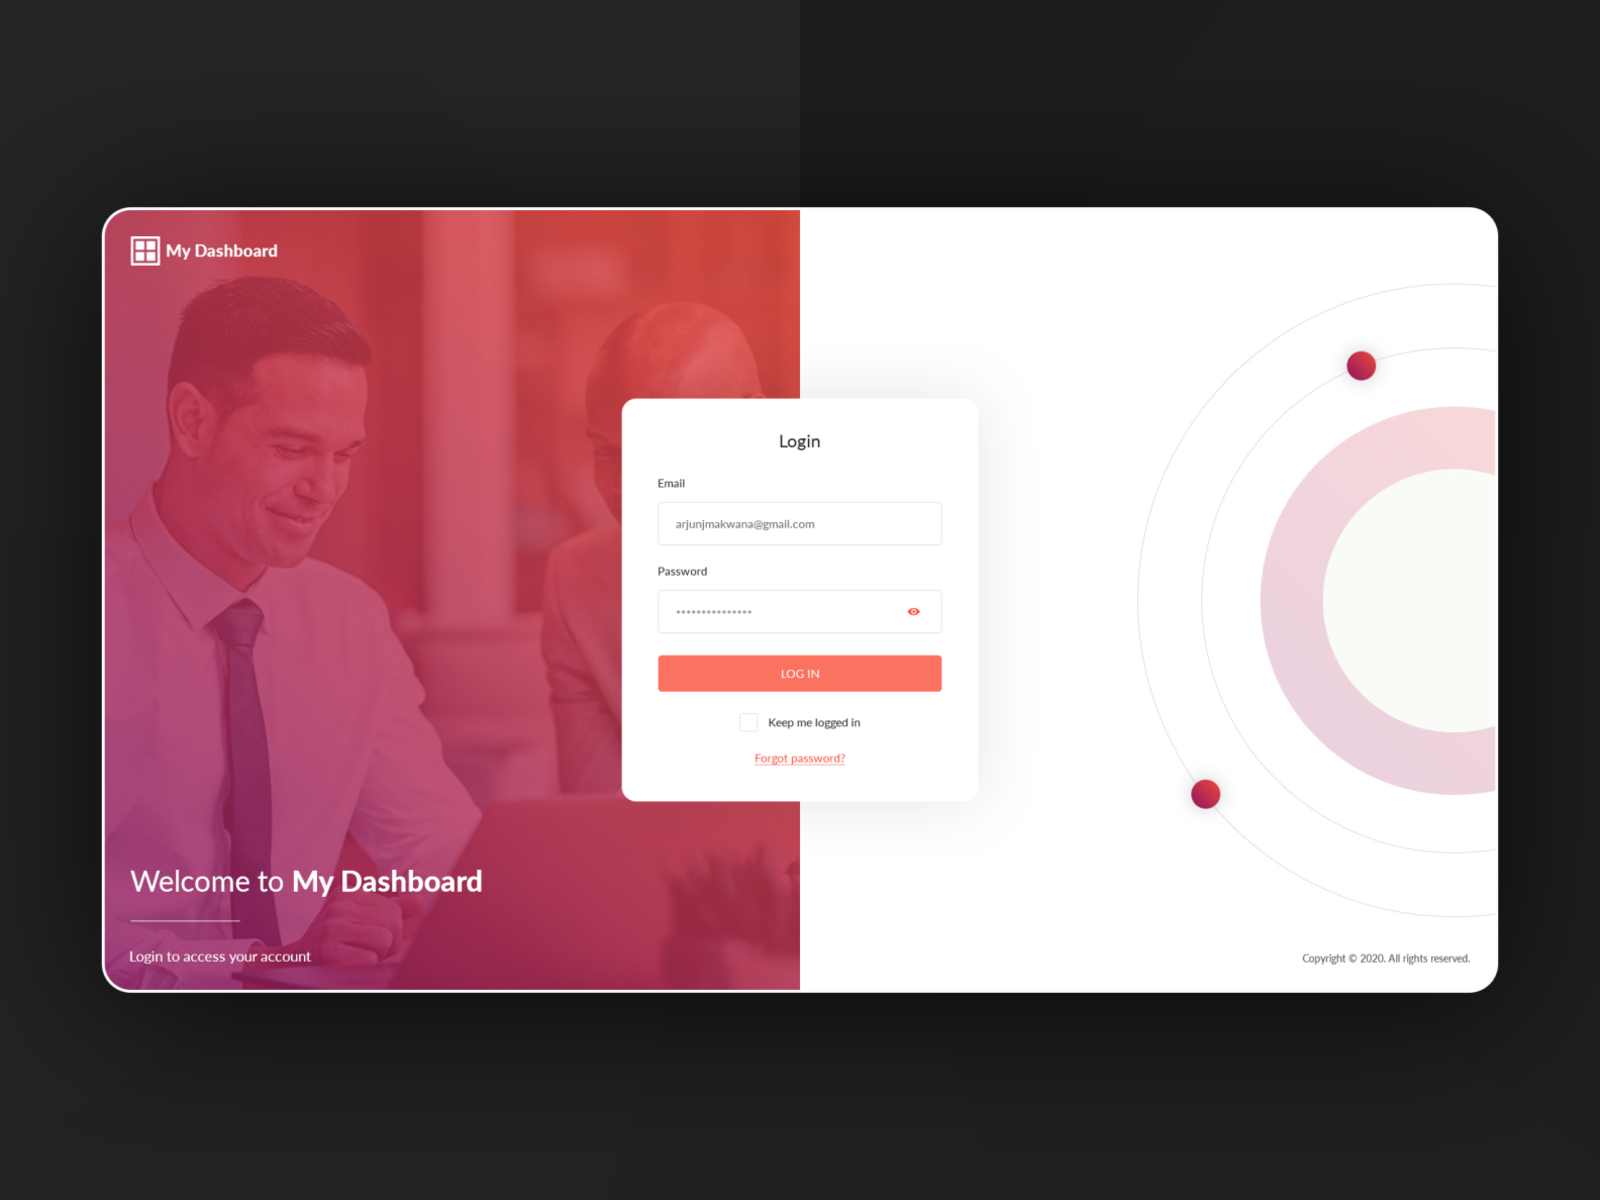 My Dashboard
Login
Email
arjunjmakwana@gmail.com
Password
***************
LOG IN
Keep me logged in
Forgot password?
Welcome to My Dashboard
Login to access your account
Copyright © 2020. All rights reserved.